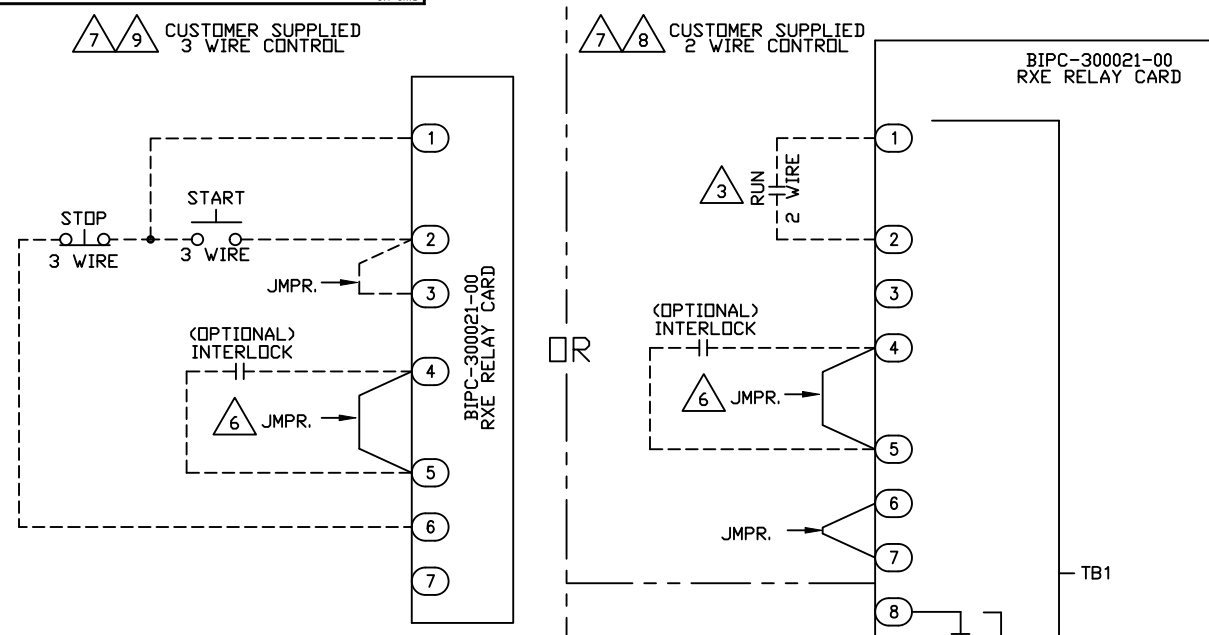 7 9 CUSTOMER SUPPLIED
3 WIRE CONTROL
1
START
STOP
3 WIRE
3 WIRE
2
JMPR.
3
(OPTIONAL)
INTERLOCK
4
6 JMPR.
5
6
7
BIPC-300021-00
RXE RELAY CARD
OR
7 8 CUSTOMER SUPPLIED
2 WIRE CONTROL
BIPC-300021-00
RXE RELAY CARD
1
3
RUN
2 WIRE
2
3
(OPTIONAL)
INTERLOCK
4
6 JMPR.
5
6
JMPR.
7
TB1
8